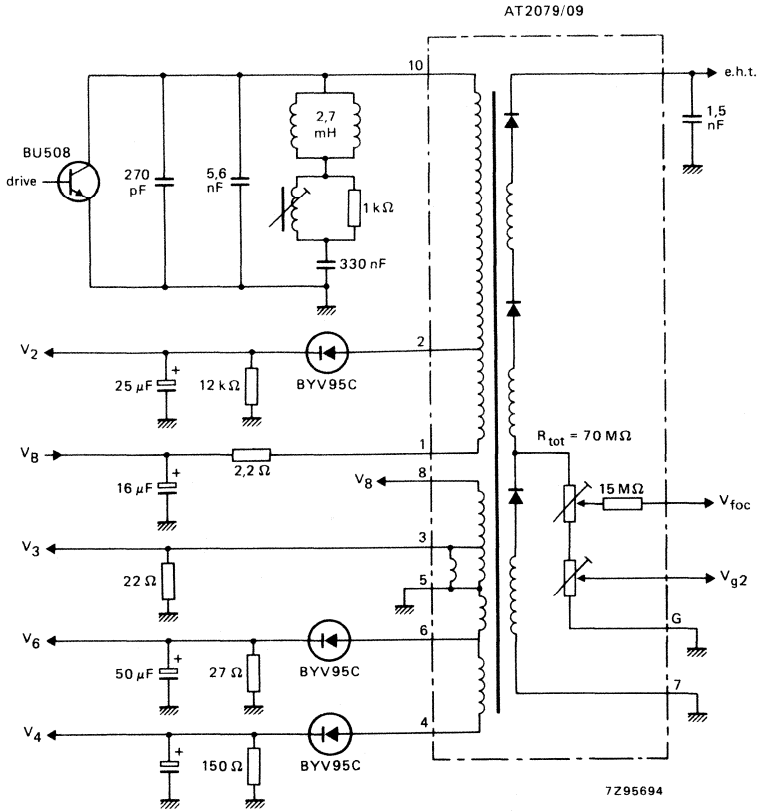 AT2079/09
10
e.h.t.
2,7
mH
1,5
nF
BU508
drive
270
pF
5,6
nF
1 kΩ
330 nF
V2
2
25 µF
+
12 kΩ
BYV95C
VB
1
2,2 Ω
16 µF
+
Rtot = 70 MΩ
8
V8
15 MΩ
Vfoc
V3
3
22 Ω
5
Vg2
V6
6
G
50 µF
+
27 Ω
BYV95C
7
V4
4
+
150 Ω
BYV95C
7Z95694